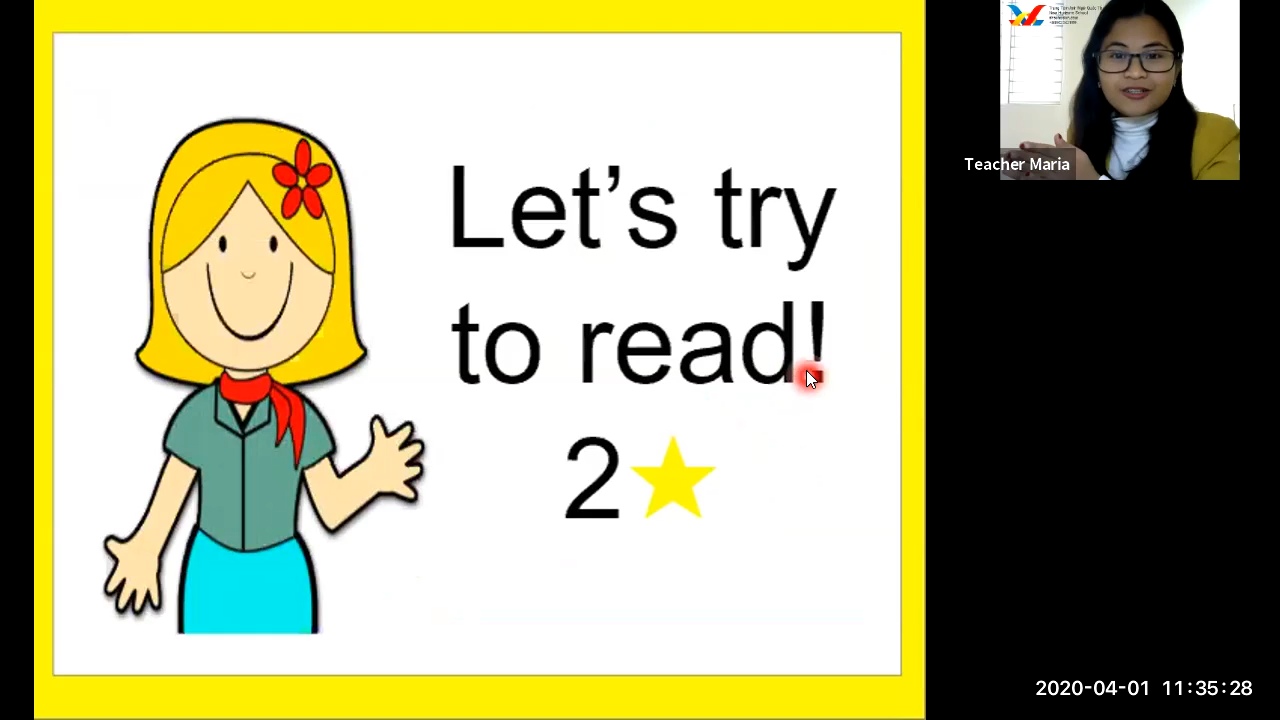 Let's try
to read!
2
Teacher Maria
2020-04-01 11:35:28